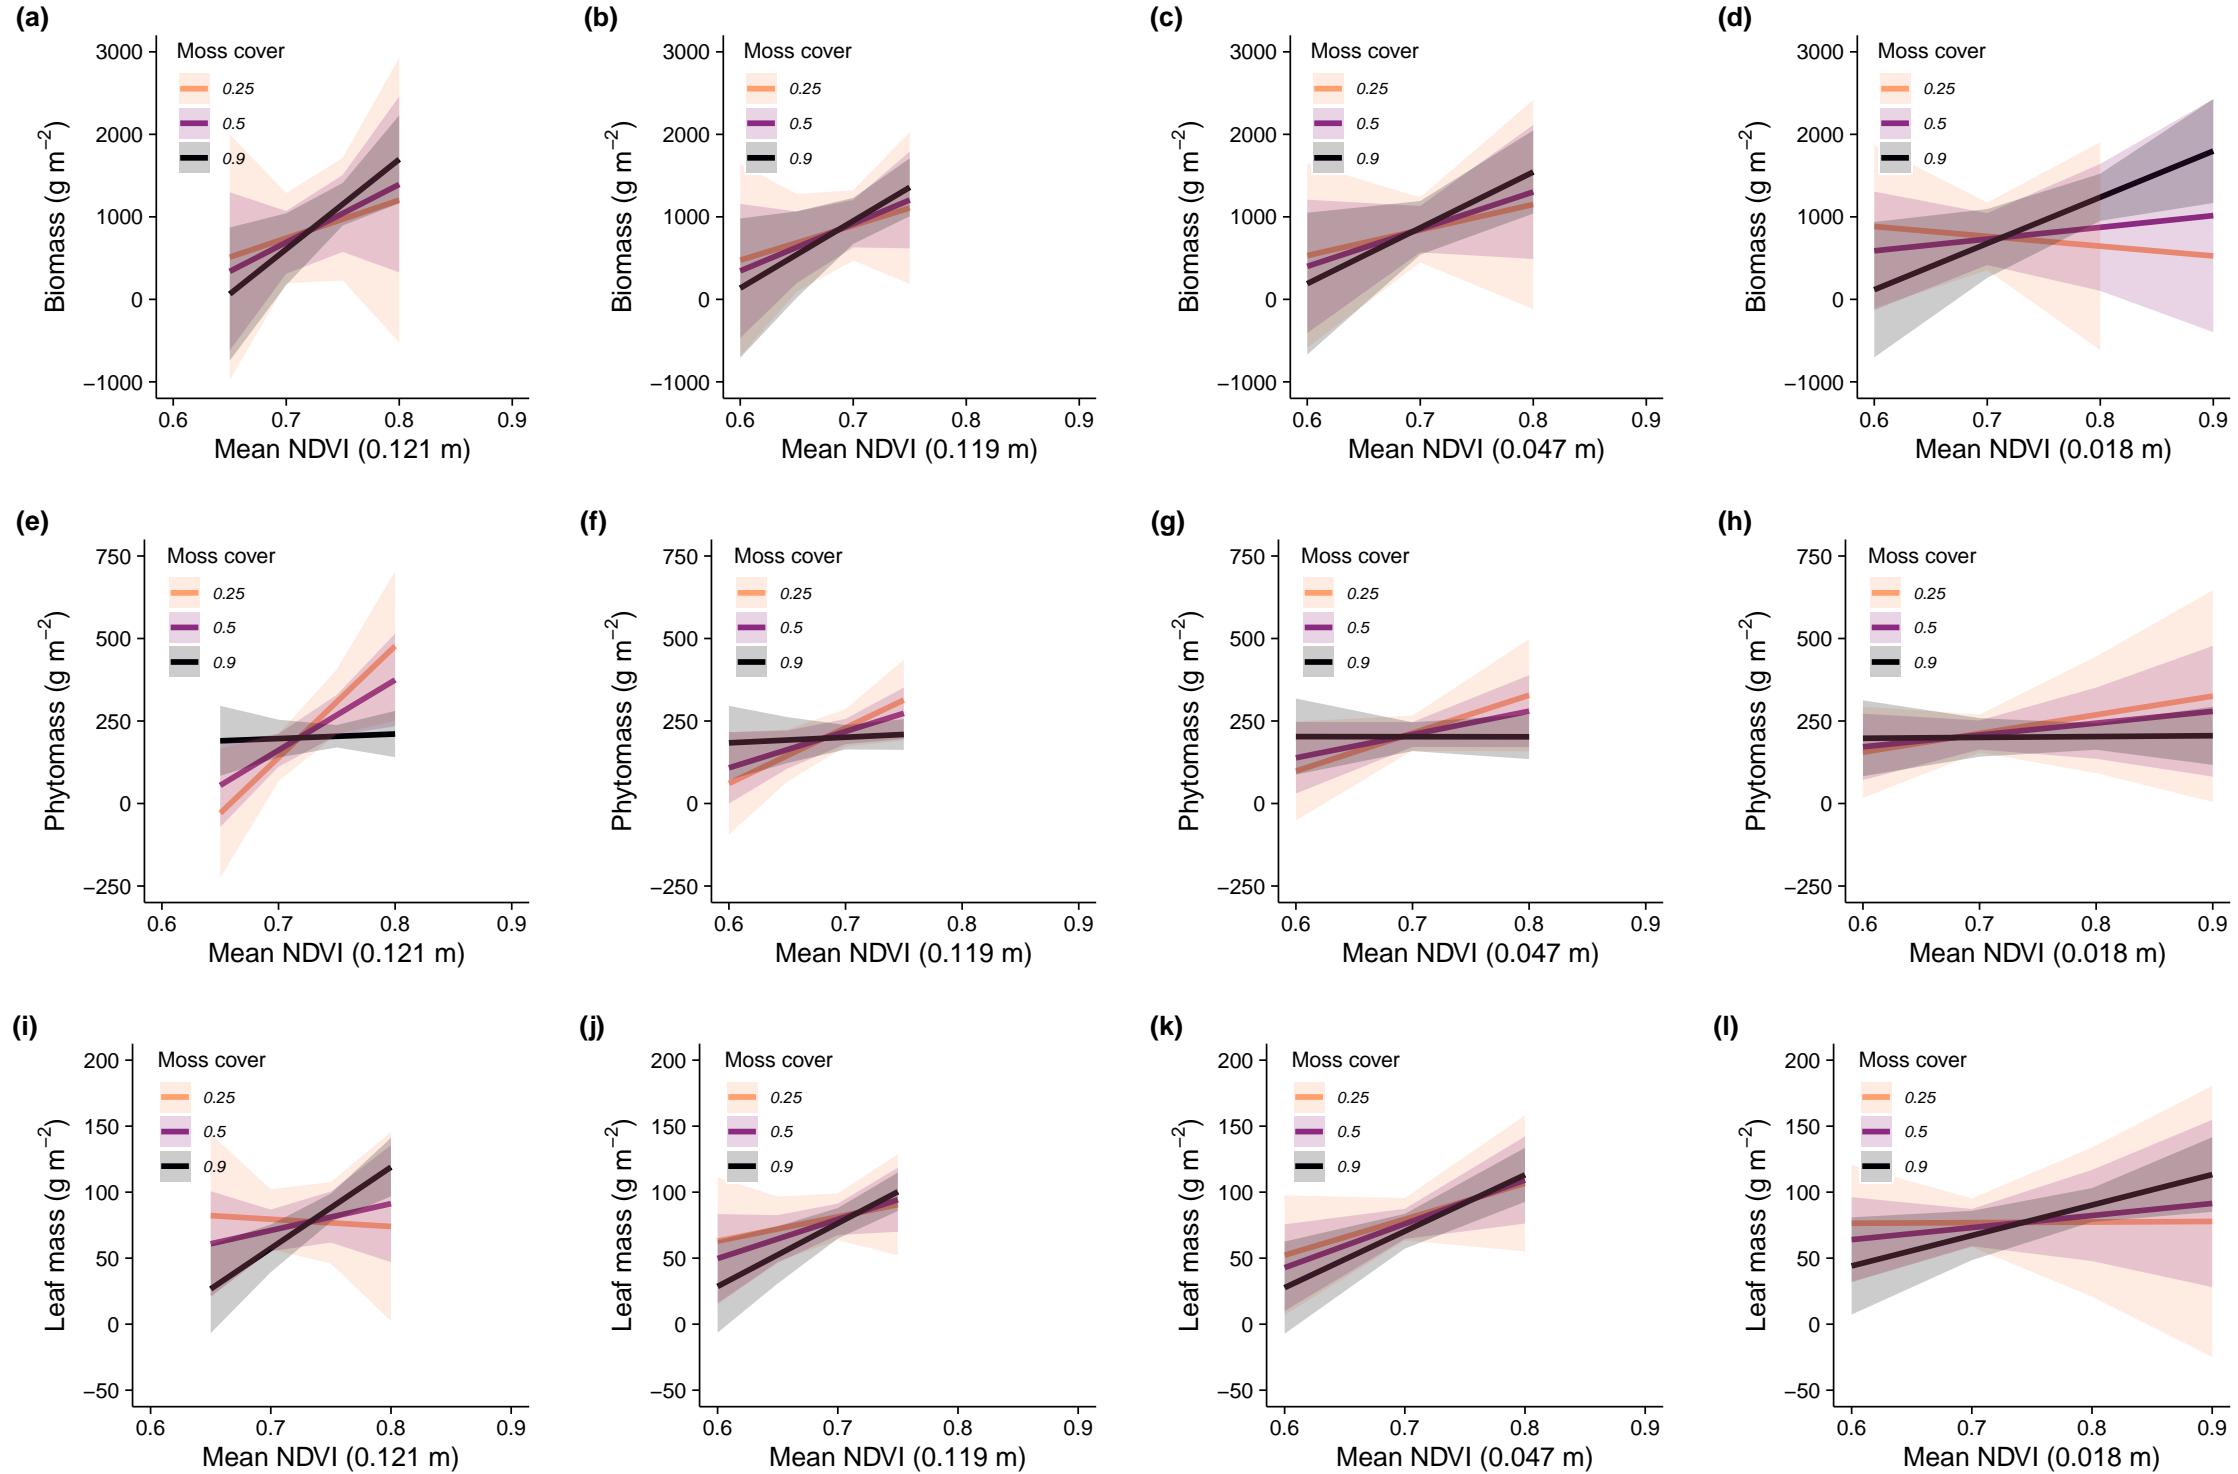 (a)
Moss cover
0.25
0.5
0.9
3000
2000
1000
0
−1000
Biomass (g m−2)
0.6 0.7 0.8 0.9
Mean NDVI (0.121 m)
(b)
Moss cover
0.25
0.5
0.9
3000
2000
1000
0
−1000
Biomass (g m−2)
0.6 0.7 0.8 0.9
Mean NDVI (0.119 m)
(c)
Moss cover
0.25
0.5
0.9
3000
2000
1000
0
−1000
Biomass (g m−2)
0.6 0.7 0.8 0.9
Mean NDVI (0.047 m)
(d)
Moss cover
0.25
0.5
0.9
3000
2000
1000
0
−1000
Biomass (g m−2)
0.6 0.7 0.8 0.9
Mean NDVI (0.018 m)
(e)
Moss cover
0.25
0.5
0.9
750
500
250
0
−250
Phytomass (g m−2)
0.6 0.7 0.8 0.9
Mean NDVI (0.121 m)
(f)
Moss cover
0.25
0.5
0.9
750
500
250
0
−250
Phytomass (g m−2)
0.6 0.7 0.8 0.9
Mean NDVI (0.119 m)
(g)
Moss cover
0.25
0.5
0.9
750
500
250
0
−250
Phytomass (g m−2)
0.6 0.7 0.8 0.9
Mean NDVI (0.047 m)
(h)
Moss cover
0.25
0.5
0.9
750
500
250
0
−250
Phytomass (g m−2)
0.6 0.7 0.8 0.9
Mean NDVI (0.018 m)
(i)
Moss cover
0.25
0.5
0.9
200
150
100
50
0
−50
Leaf mass (g m−2)
0.6 0.7 0.8 0.9
Mean NDVI (0.121 m)
(j)
Moss cover
0.25
0.5
0.9
200
150
100
50
0
−50
Leaf mass (g m−2)
0.6 0.7 0.8 0.9
Mean NDVI (0.119 m)
(k)
Moss cover
0.25
0.5
0.9
200
150
100
50
0
−50
Leaf mass (g m−2)
0.6 0.7 0.8 0.9
Mean NDVI (0.047 m)
(l)
Moss cover
0.25
0.5
0.9
200
150
100
50
0
−50
Leaf mass (g m−2)
0.6 0.7 0.8 0.9
Mean NDVI (0.018 m)